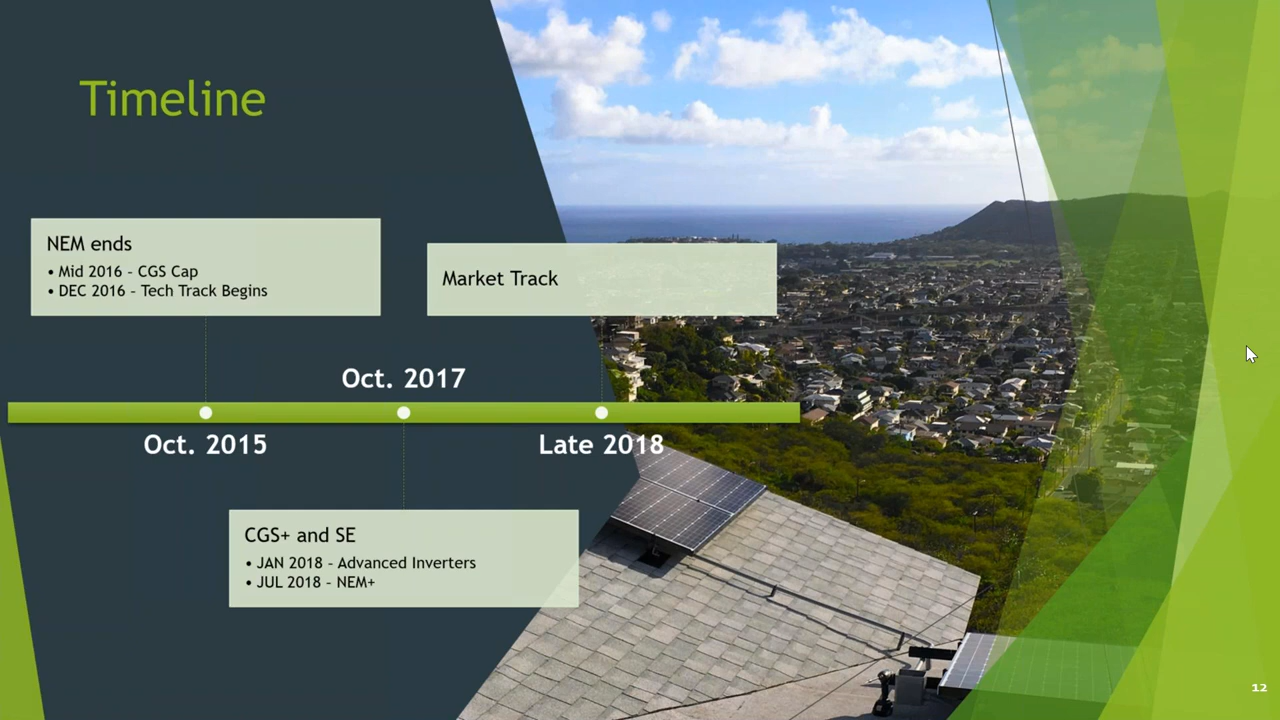 Timeline
NEM ends
• Mid 2016 – CGS Cap
• DEC 2016 – Tech Track Begins
Market Track
Oct. 2017
Oct. 2015
Late 2018
CGS+ and SE
• JAN 2018 – Advanced Inverters
• JUL 2018 – NEM+
12